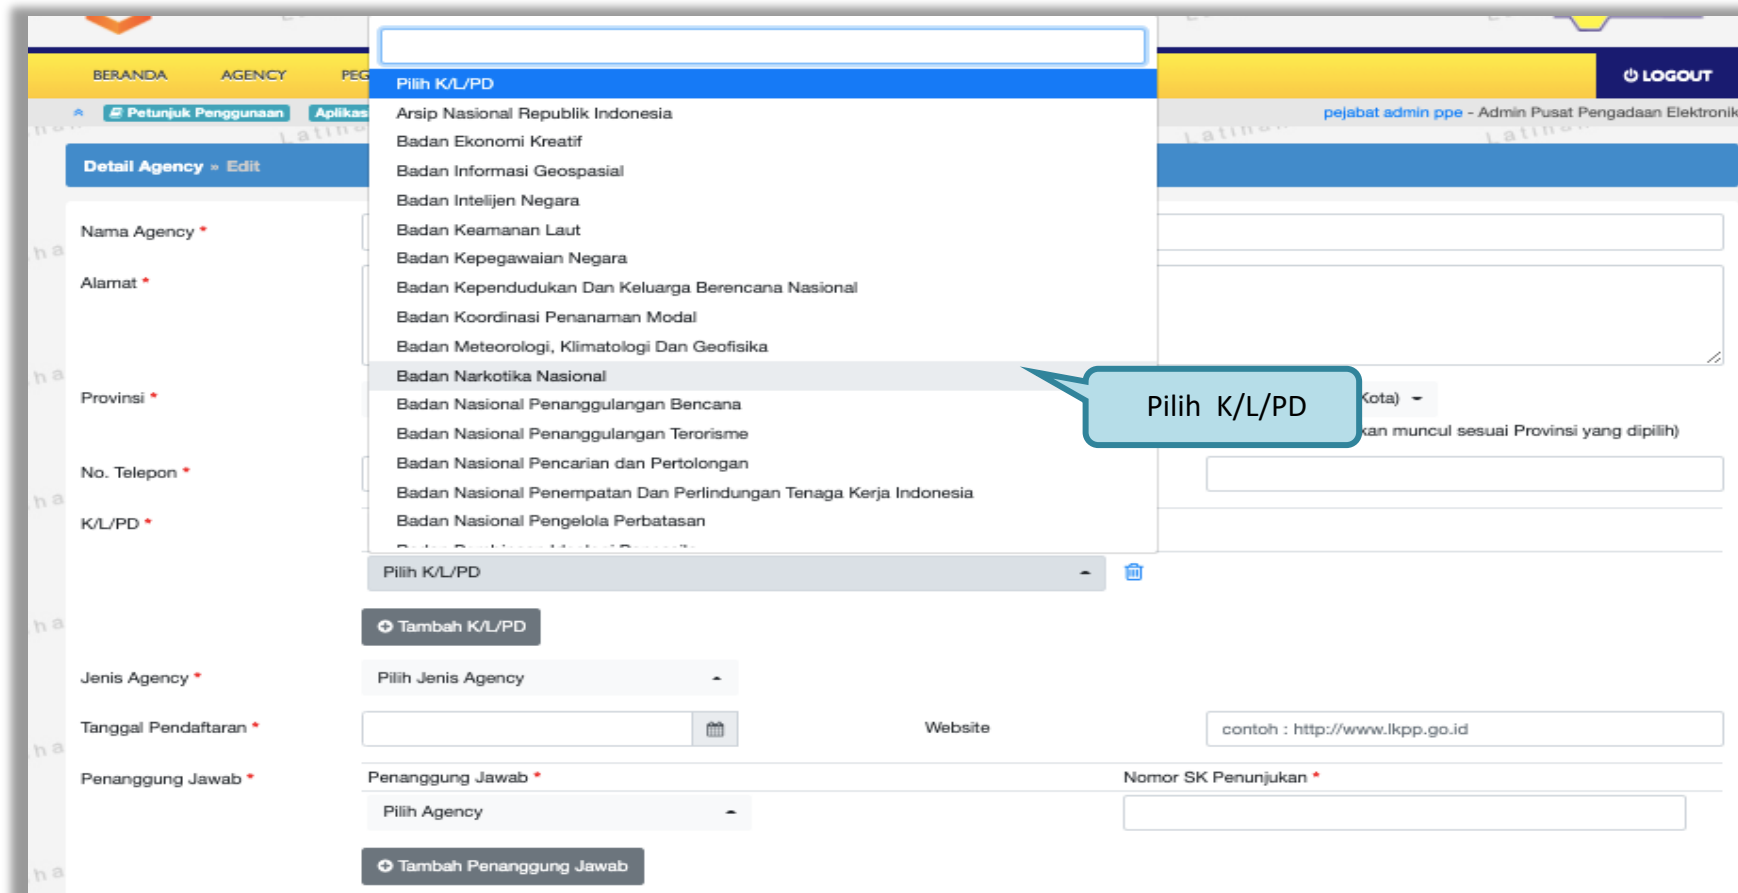 BERANDA AGENCY PEG LOGOUT
Petunjuk Penggunaan Aplikas pejabat admin ppe - Admin Pusat Pengadaan Elektronik
Detail Agency » Edit
Pilih K/L/PD
Arsip Nasional Republik Indonesia
Badan Ekonomi Kreatif
Badan Informasi Geospasial
Badan Intelijen Negara
Badan Keamanan Laut
Badan Kepegawaian Negara
Badan Kependudukan Dan Keluarga Berencana Nasional
Badan Koordinasi Penanaman Modal
Badan Meteorologi, Klimatologi Dan Geofisika
Badan Narkotika Nasional
Badan Nasional Penanggulangan Bencana
Badan Nasional Penanggulangan Terorisme
Badan Nasional Pencarian dan Pertolongan
Badan Nasional Penempatan Dan Perlindungan Tenaga Kerja Indonesia
Badan Nasional Pengelola Perbatasan
Pilih K/L/PD
Nama Agency *
Alamat *
Provinsi * Kota)
kan muncul sesuai Provinsi yang dipilih)
No. Telepon *
K/L/PD *
Pilih K/L/PD
Tambah K/L/PD
Jenis Agency * Pilih Jenis Agency
Tanggal Pendaftaran * Website contoh : http://www.lkpp.go.id
Penanggung Jawab * Penanggung Jawab * Nomor SK Penunjukan *
Pilih Agency
Tambah Penanggung Jawab